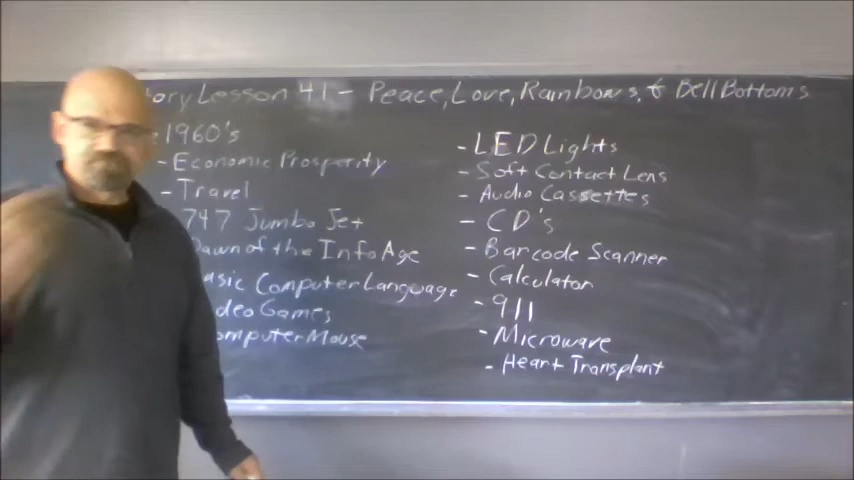 ory Lesson 41 - Peace, Love, Rainbows, & Bell Bottoms
1960's
- Economic Prosperity
- Travel
747 Jumbo Jet
Dawn of the Info Age
asic Computer Language
deo Games
omputer Mouse
- LED Lights
- Soft Contact Lens
- Audio Cassettes
- CD's
- Barcode Scanner
- Calculator
- 911
- Microwave
- Heart Transplant